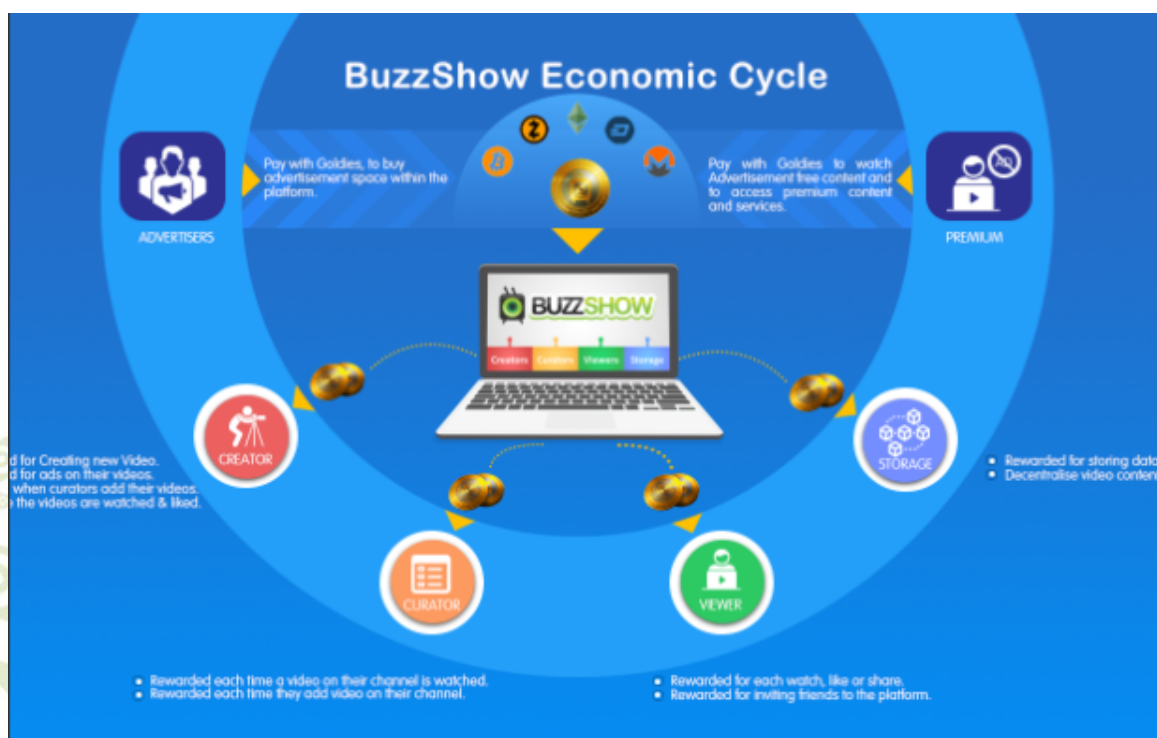 BuzzShow Economic Cycle
Pay with Goldies, to buy
advertisement space within the
platform.
Pay with Goldies to watch
Advertisement free content and
to access premium content
and services.
AD
ADVERTISERS
PREMIUM
BUZZSHOW
Creators Curators Viewers Storage
CREATOR
STORAGE
d for Creating new Video.
d for ads on their videos.
when curators add their videos.
the videos are watched & liked.
Rewarded for storing data
Decentralise video conten
CURATOR
VIEWER
Rewarded each time a video on their channel is watched.
Rewarded each time they add video on their channel.
Rewarded for each watch, like or share.
Rewarded for inviting friends to the platform.